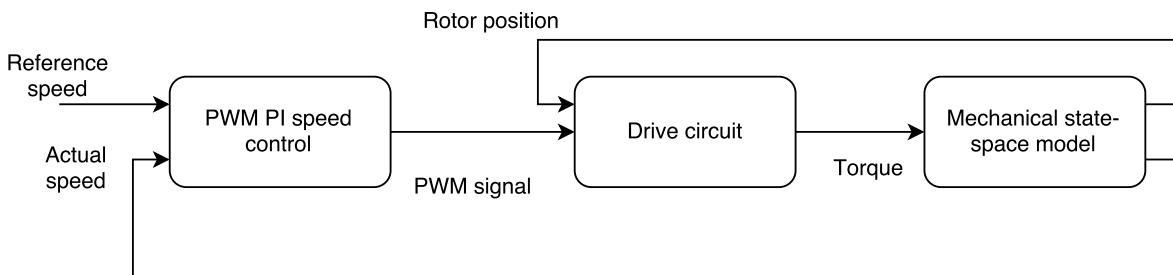 Rotor position
Reference
speed
PWM PI speed
control
Drive circuit
Mechanical state-
space model
Actual
speed
PWM signal
Torque